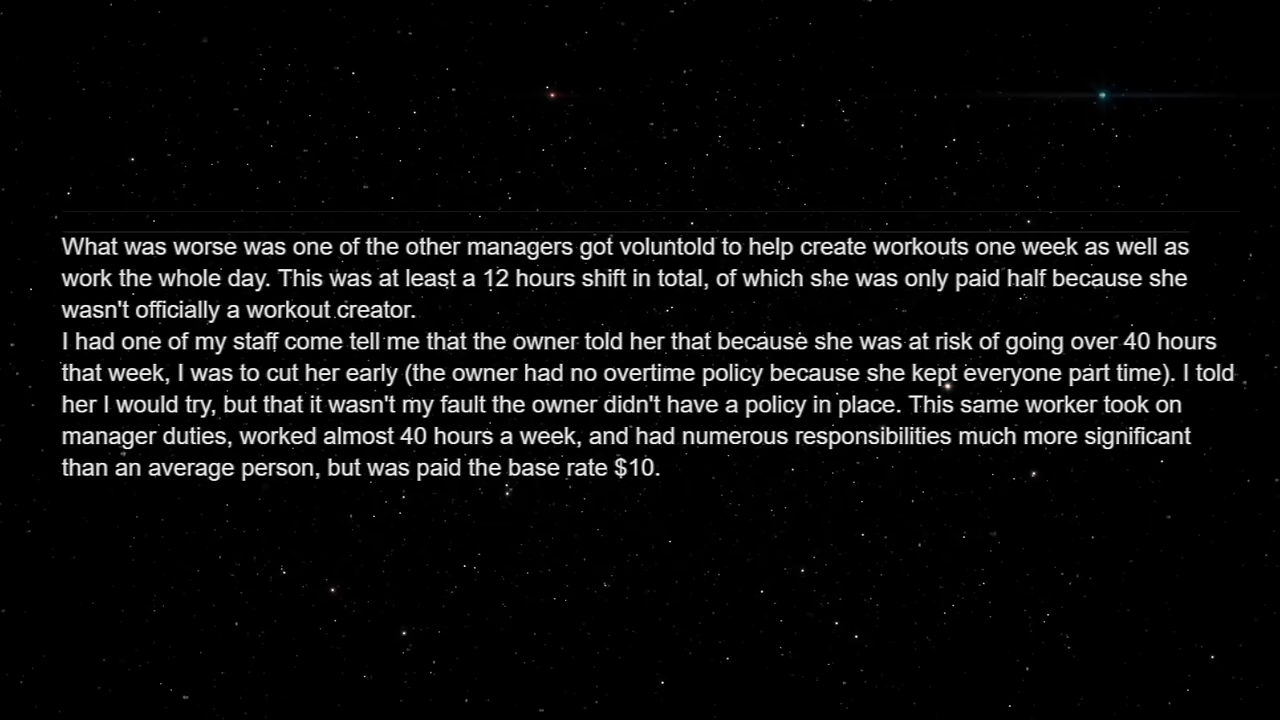 What was worse was one of the other managers got voluntold to help create workouts one week as well as
work the whole day. This was at least a 12 hours shift in total, of which she was only paid half because she
wasn't officially a workout creator.
I had one of my staff come tell me that the owner told her that because she was at risk of going over 40 hours
that week, I was to cut her early (the owner had no overtime policy because she kept everyone part time). I told
her I would try, but that it wasn't my fault the owner didn't have a policy in place. This same worker took on
manager duties, worked almost 40 hours a week, and had numerous responsibilities much more significant
than an average person, but was paid the base rate $10.